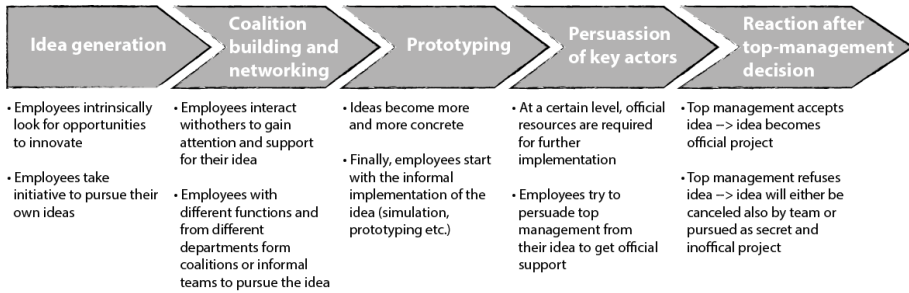 Idea generation
Coalition
building and
networking
Prototyping
Persuassion
of key actors
Reaction after
top-management
decision
• Employees intrinsically
look for opportunities
to innovate
• Employees take
initiative to pursue their
own ideas
• Employees interact
withothers to gain
attention and support
for their idea
• Employees with
different functions and
from different
departments form
coalitions or informal
teams to pursue the idea
• Ideas become more
and more concrete
• Finally, employees start
with the informal
implementation of the
idea (simulation,
prototyping etc.)
• At a certain level, official
resources are required
for further
implementation
• Employees try to
persuade top
management from
their idea to get official
support
• Top management accepts
idea –> idea becomes
official project
• Top management refuses
idea –> idea will either be
canceled also by team or
pursued as secret and
inoffical project